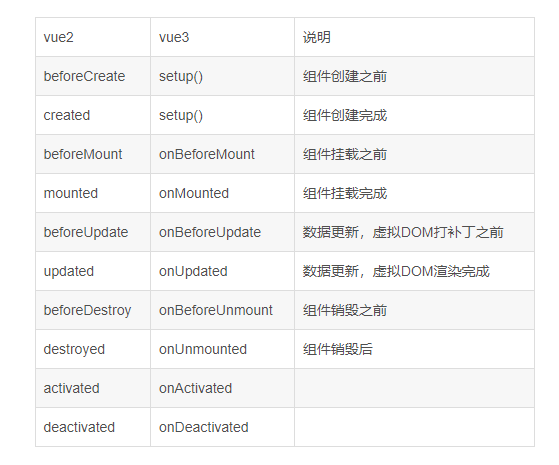 vue2 vue3 说明
beforeCreate setup() 组件创建之前
created setup() 组件创建完成
beforeMount onBeforeMount 组件挂载之前
mounted onMounted 组件挂载完成
beforeUpdate onBeforeUpdate 数据更新，虚拟DOM打补丁之前
updated onUpdated 数据更新，虚拟DOM渲染完成
beforeDestroy onBeforeUnmount 组件销毁之前
destroyed onUnmounted 组件销毁后
activated onActivated
deactivated onDeactivated